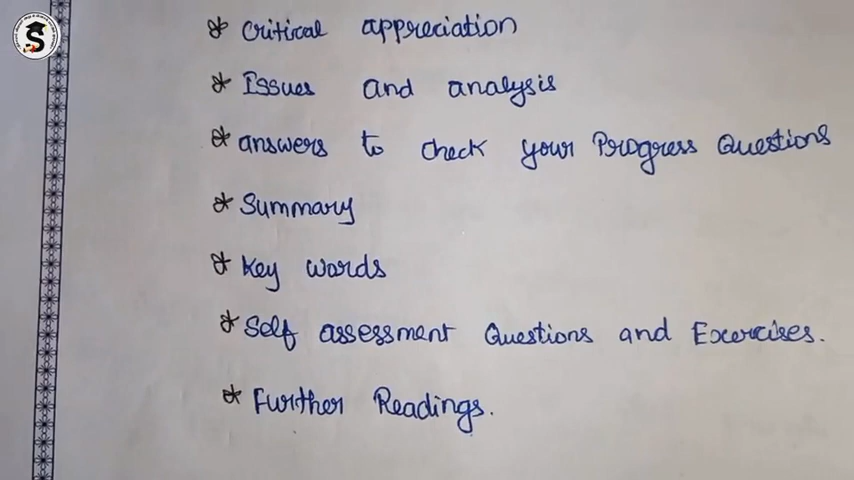 * Critical appreciation
* Issues and analysis
* answers to check your Progress Questions
* Summary
* Key words
* Self assessment Questions and Exercises.
* Further Readings.
S